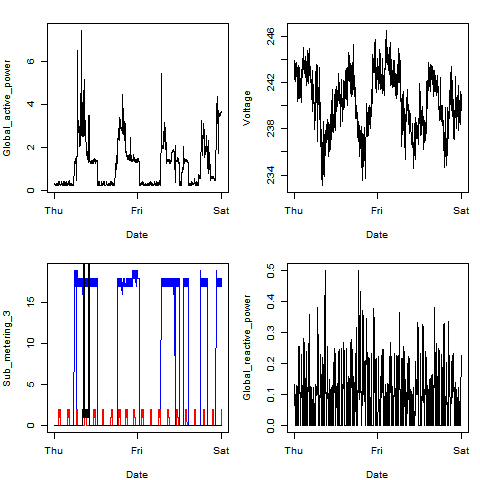 Global_active_power
6
4
2
0
Thu
Fri
Sat
Date
Voltage
246
242
238
234
Thu
Fri
Sat
Date
Sub_metering_3
15
10
5
0
Thu
Fri
Sat
Date
Global_reactive_power
0.5
0.4
0.3
0.2
0.1
0.0
Thu
Fri
Sat
Date